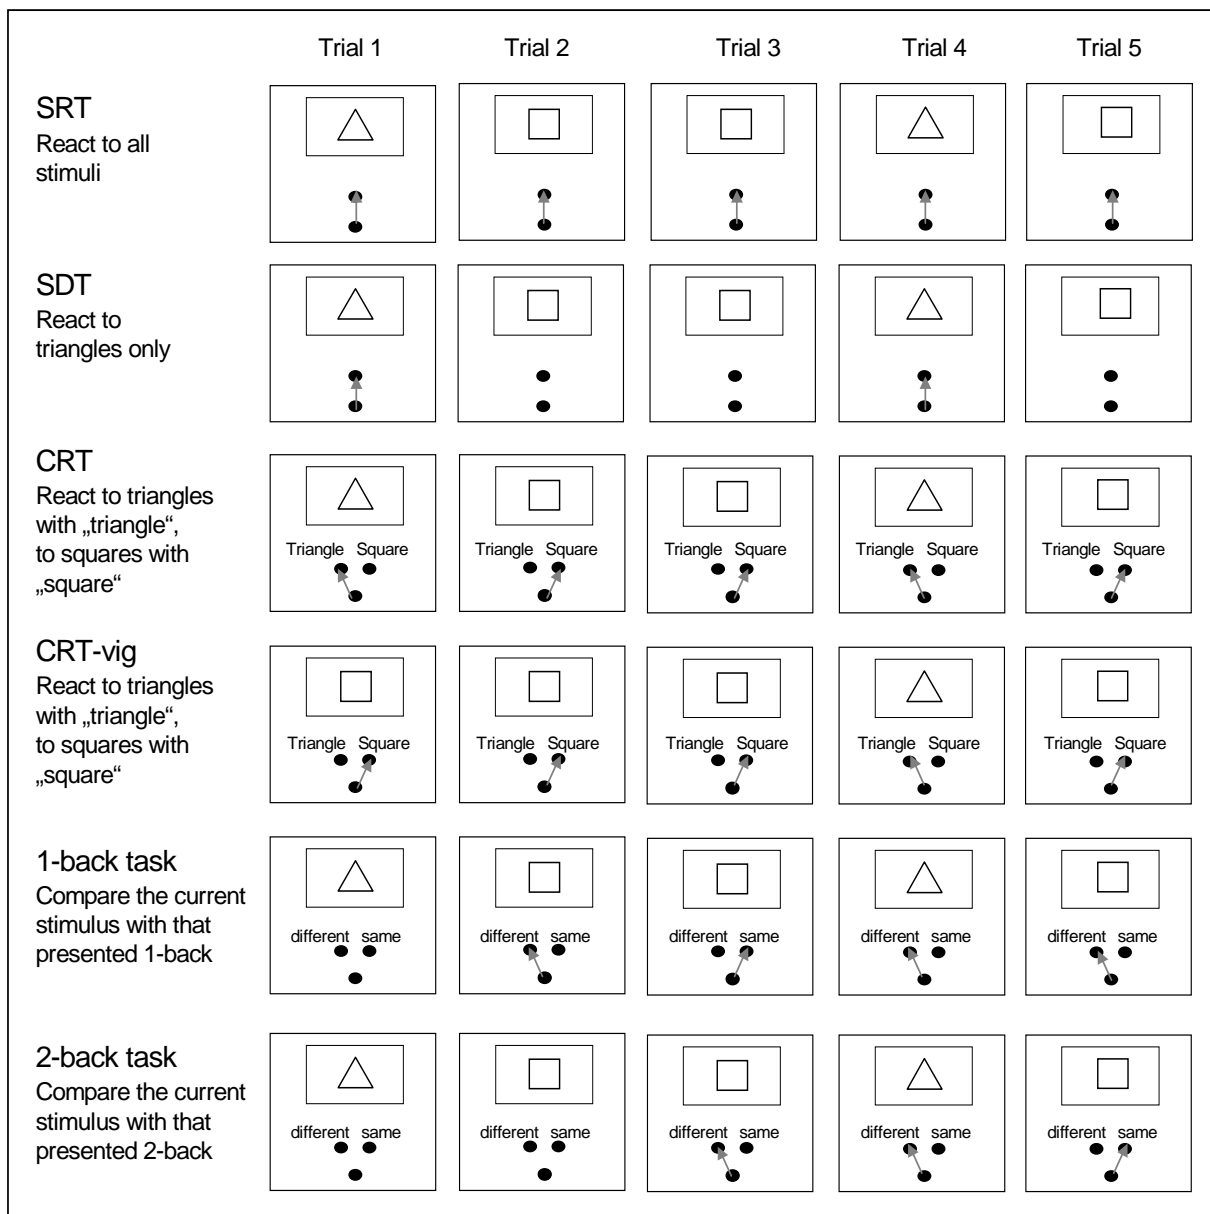 Trial 1 Trial 2 Trial 3 Trial 4 Trial 5
SRT
React to all
stimuli
SDT
React to
triangles only
CRT
React to triangles
with „triangle“,
to squares with
„square“
Triangle Square Triangle Square Triangle Square Triangle Square Triangle Square
CRT-vig
React to triangles
with „triangle“,
to squares with
„square“
Triangle Square Triangle Square Triangle Square Triangle Square Triangle Square
1-back task
Compare the current
stimulus with that
presented 1-back
different same different same different same different same different same
2-back task
Compare the current
stimulus with that
presented 2-back
different same different same different same different same different same